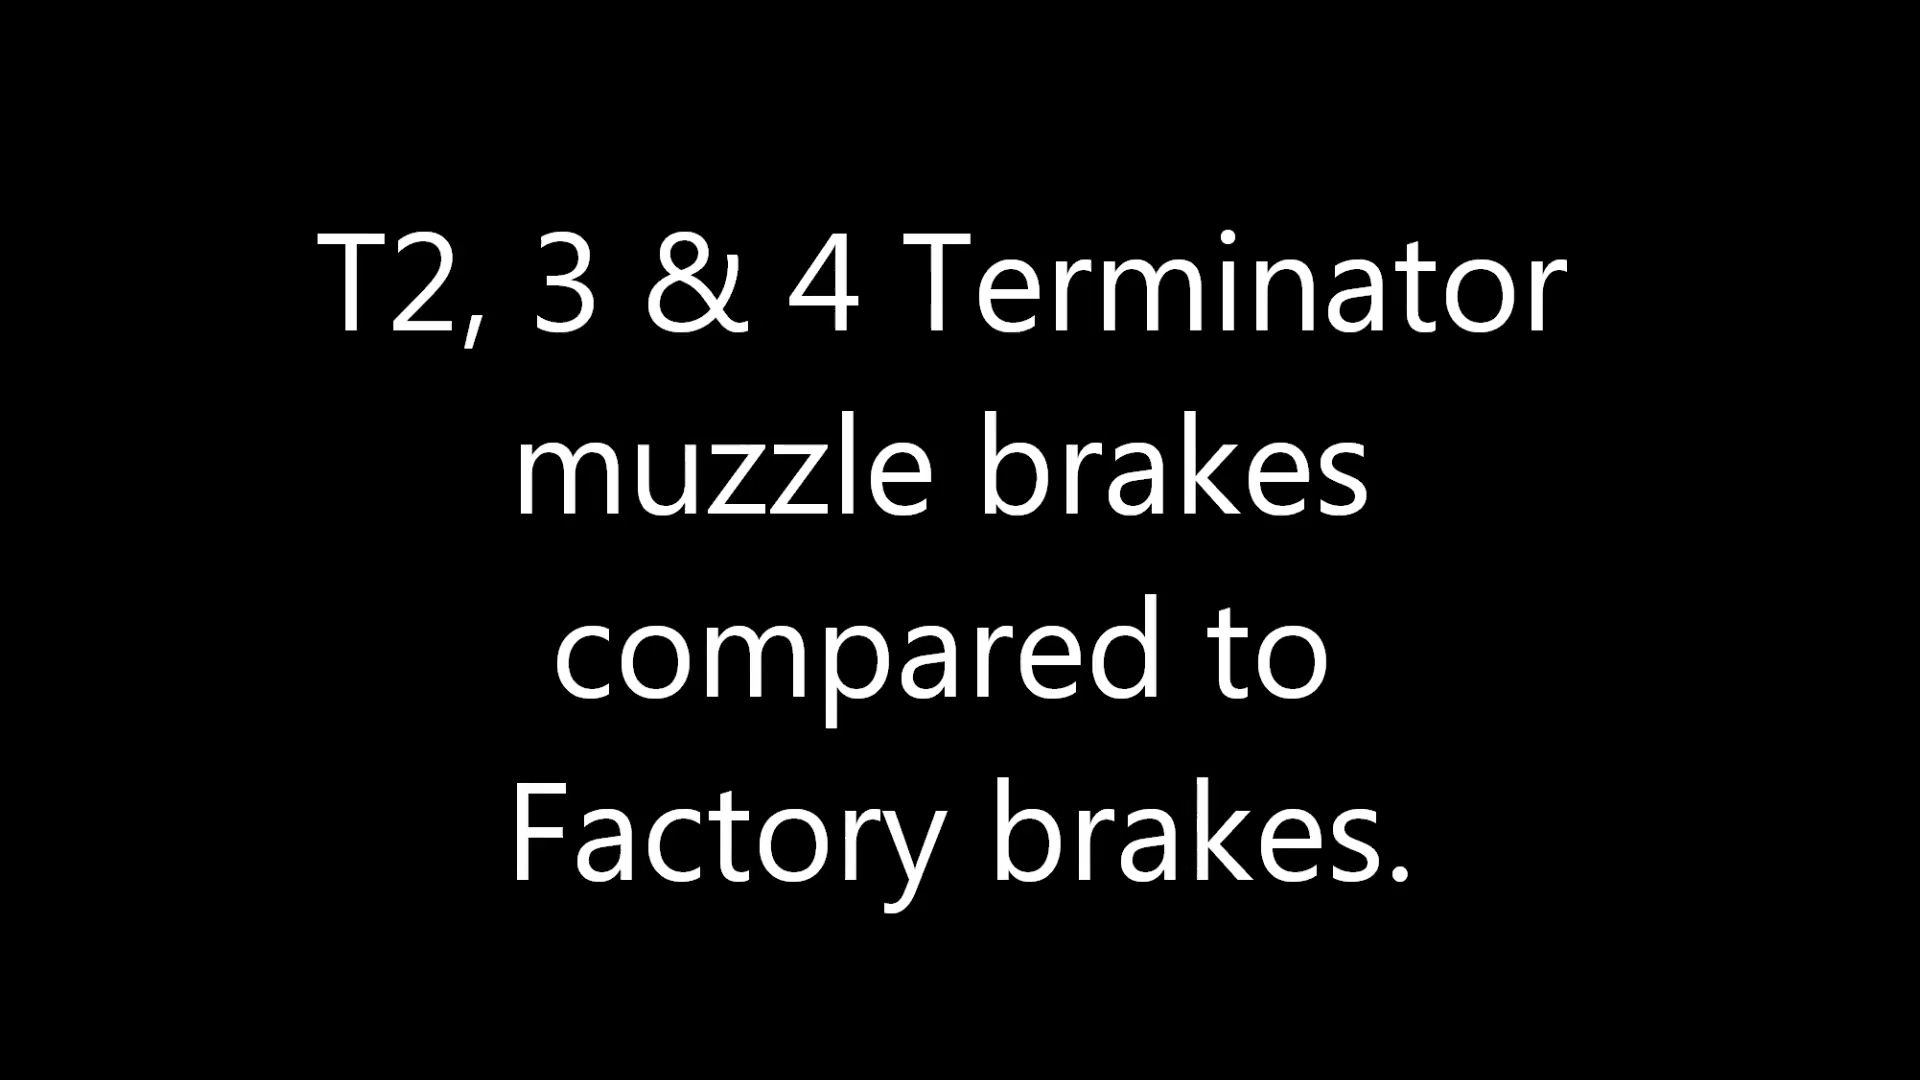 T2, 3 & 4 Terminator
muzzle brakes
compared to
Factory brakes.